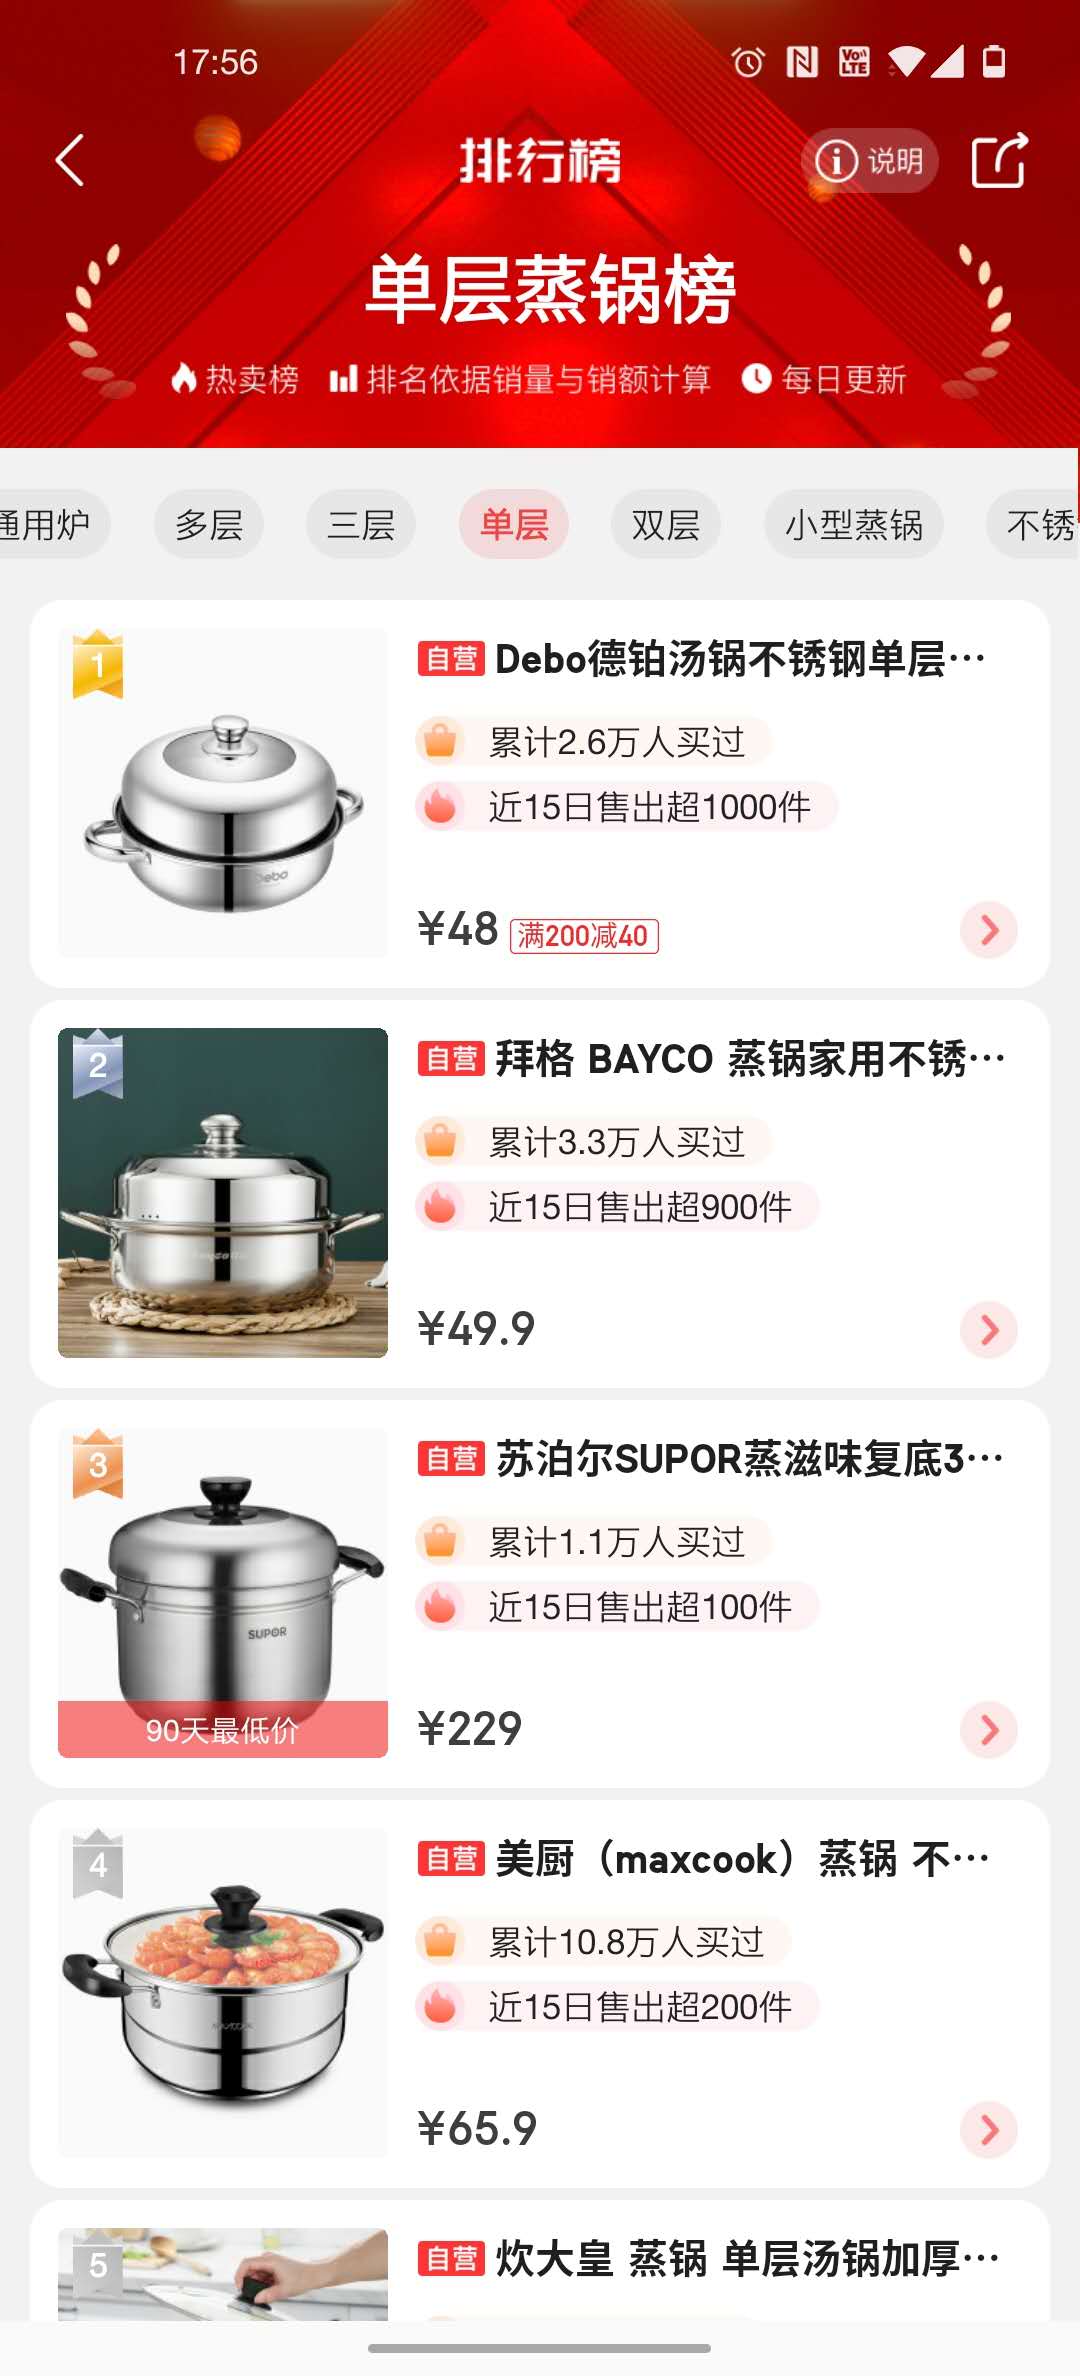 17:56
排行榜
说明
单层蒸锅榜
热卖榜 排名依据销量与销额计算 每日更新
通用炉 多层 三层 单层 双层 小型蒸锅 不锈
1
自营 Debo德铂汤锅不锈钢单层…
累计2.6万人买过
近15日售出超1000件
Debo
¥48 满200减40
2
自营 拜格 BAYCO 蒸锅家用不锈…
累计3.3万人买过
近15日售出超900件
¥49.9
3
自营 苏泊尔SUPOR蒸滋味复底3…
累计1.1万人买过
近15日售出超100件
SUPOR
90天最低价
¥229
4
自营 美厨（maxcook）蒸锅 不…
累计10.8万人买过
近15日售出超200件
¥65.9
5
自营 炊大皇 蒸锅 单层汤锅加厚…